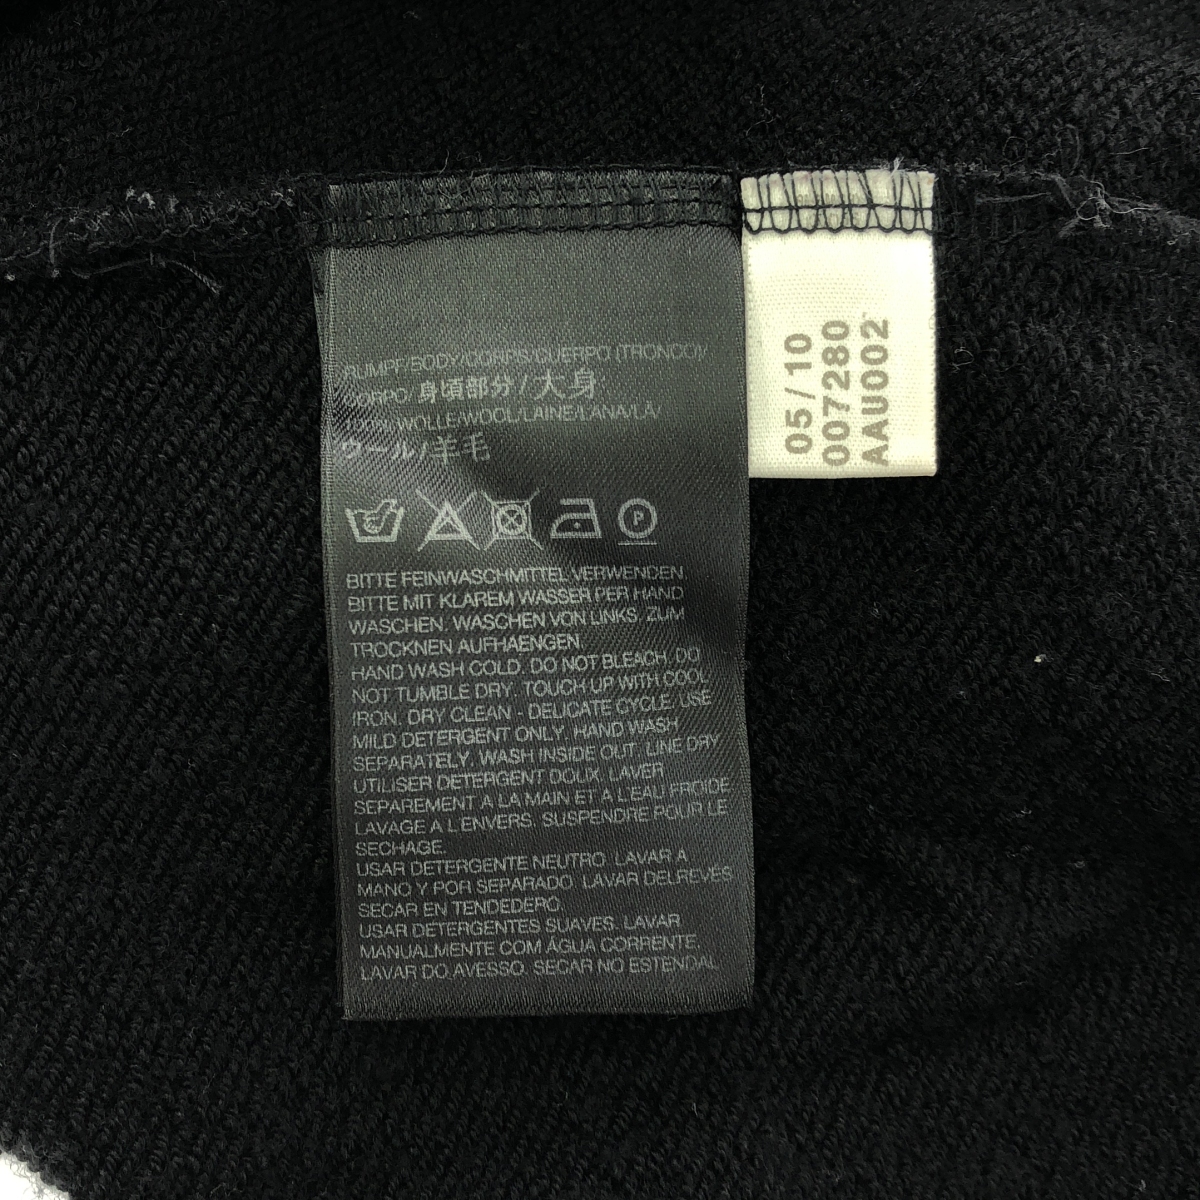 RUMPF/BODY/CORPS/CUERPO (TRONCO)/
CORPO/ 身頃部分 / 大身
WOLLE/WOOL/LAINE/LANA/LÃ/
ウール/羊毛
P
BITTE FEINWASCHMITTEL VERWENDEN
BITTE MIT KLAREM WASSER PER HAND
WASCHEN. WASCHEN VON LINKS. ZUM
TROCKNEN AUFHAENGEN.
HAND WASH COLD. DO NOT BLEACH. DO
NOT TUMBLE DRY. TOUCH UP WITH COOL
IRON. DRY CLEAN - DELICATE CYCLE. USE
MILD DETERGENT ONLY. HAND WASH
SEPARATELY. WASH INSIDE OUT. LINE DRY
UTILISER DETERGENT DOUX. LAVER
SEPAREMENT A LA MAIN ET A L'EAU FROIDE
LAVAGE A L'ENVERS. SUSPENDRE POUR LE
SECHAGE.
USAR DETERGENTE NEUTRO. LAVAR A
MANO Y POR SEPARADO. LAVAR DEL REVÉS
SECAR EN TENDEDERO.
USAR DETERGENTES SUAVES. LAVAR
MANUALMENTE COM ÁGUA CORRENTE.
LAVAR DO AVESSO. SECAR NO ESTENDAL
05/10
007280
AAU002